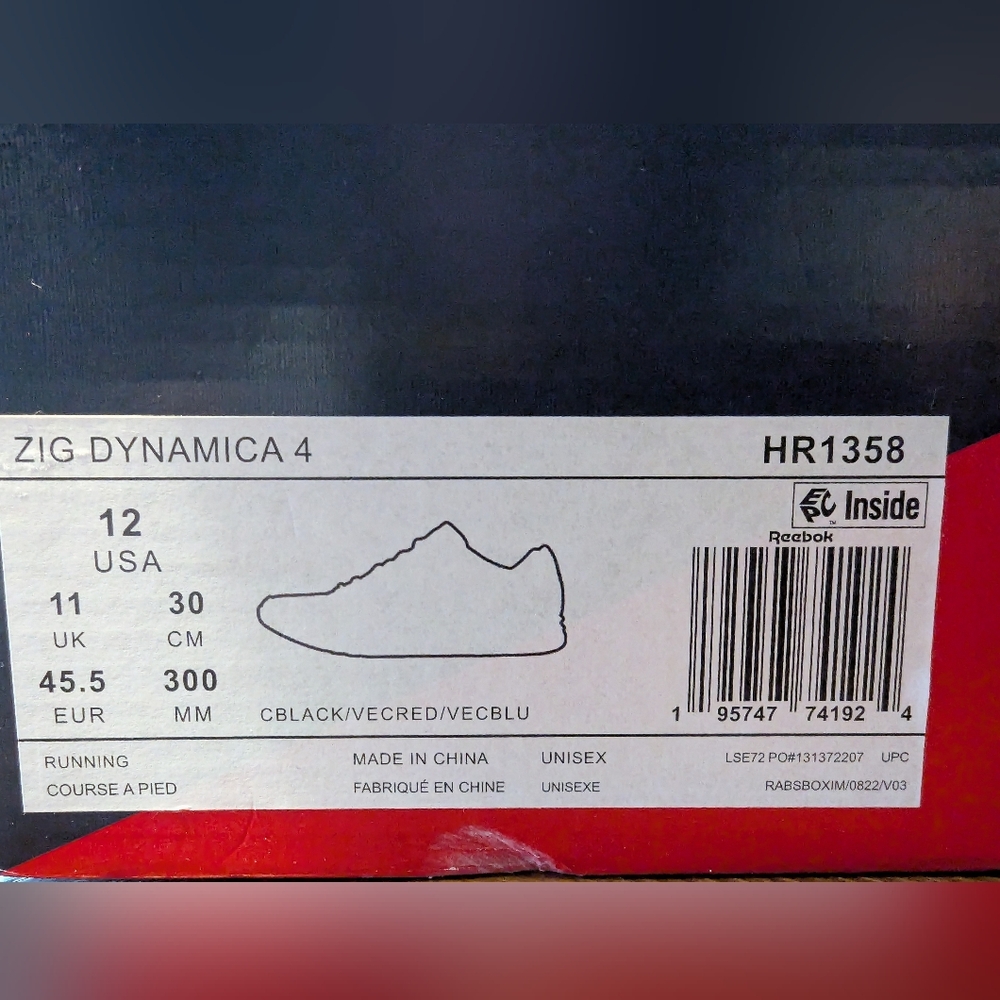 ZIG DYNAMICA 4 HR1358
EPC Inside
™
Reebok
12
USA
11 30
UK CM
45.5 300
EUR MM
CBLACK/VECRED/VECBLU
1 95747 74192 4
RUNNING MADE IN CHINA UNISEX LSE72 PO#131372207 UPC
COURSE A PIED FABRIQUÉ EN CHINE UNISEXE RABSBOXIM/0822/V03